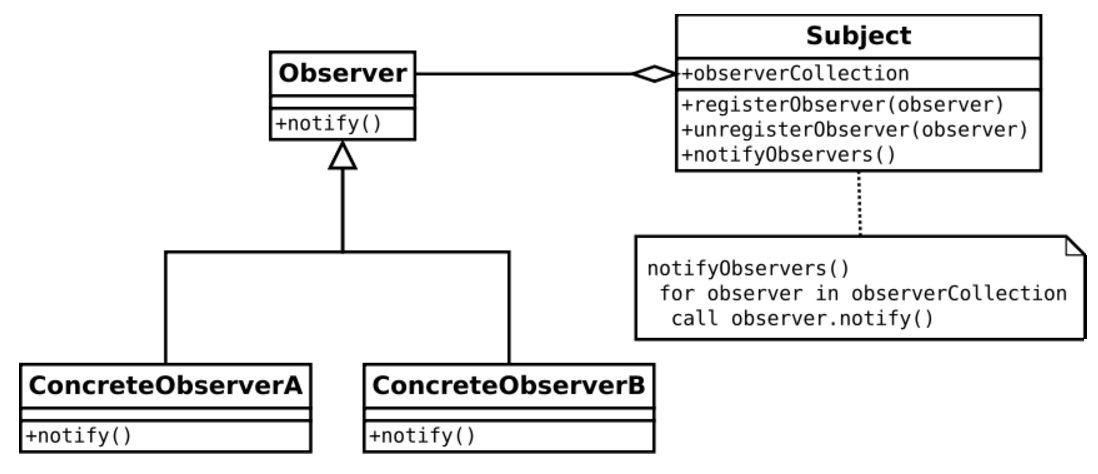 Observer
+notify()
Subject
+observerCollection
+registerObserver(observer)
+unregisterObserver(observer)
+notifyObservers()
notifyObservers()
for observer in observerCollection
call observer.notify()
ConcreteObserverA
+notify()
ConcreteObserverB
+notify()